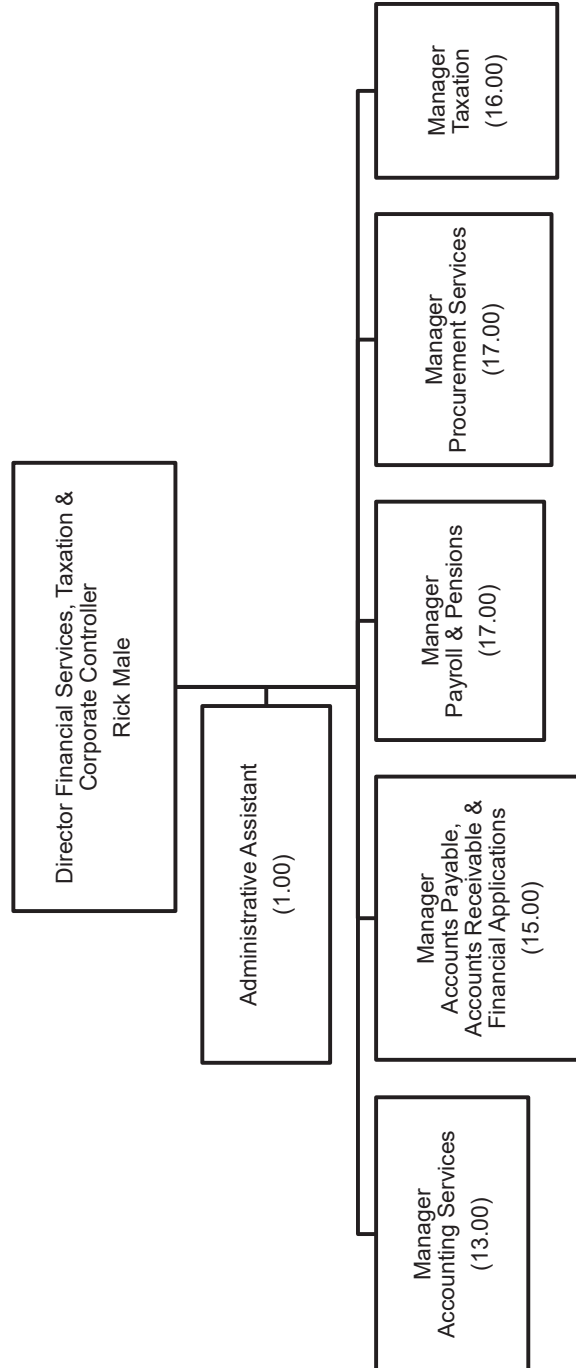 Director Financial Services, Taxation &
Corporate Controller
Rick Male
Administrative Assistant
(1.00)
Manager
Accounting Services
(13.00)
Manager
Accounts Payable,
Accounts Receivable &
Financial Applications
(15.00)
Manager
Payroll & Pensions
(17.00)
Manager
Procurement Services
(17.00)
Manager
Taxation
(16.00)